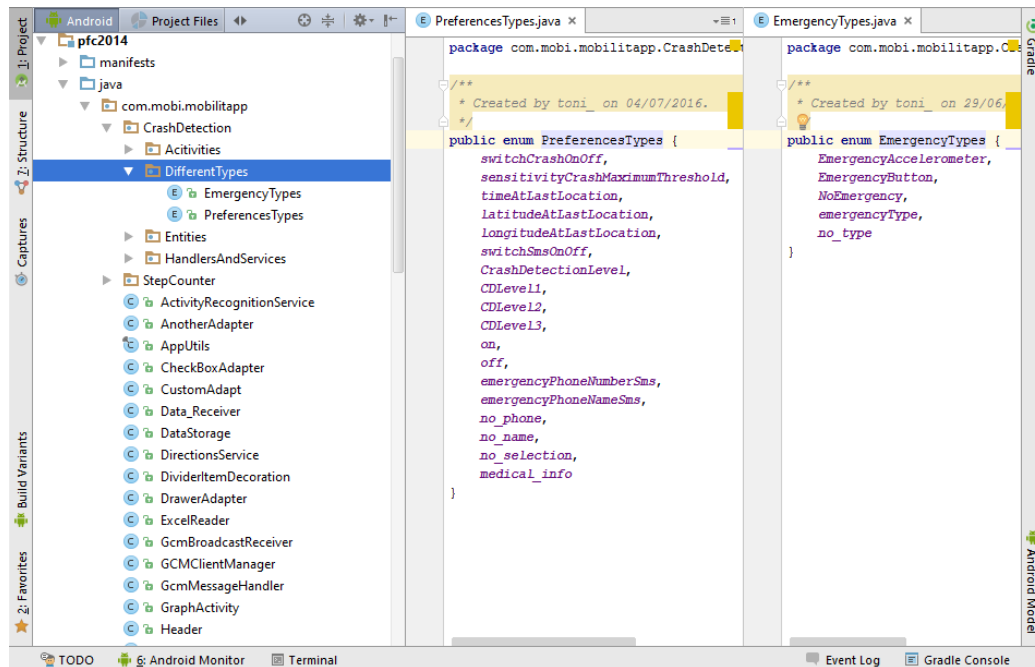 Android
Project Files
PreferencesTypes.java
1
EmergencyTypes.java
1: Project
Z: Structure
Captures
Build Variants
2: Favorites
pfc2014
manifests
java
com.mobi.mobilitapp
CrashDetection
Acitivities
DifferentTypes
EmergencyTypes
PreferencesTypes
Entities
HandlersAndServices
StepCounter
ActivityRecognitionService
AnotherAdapter
AppUtils
CheckBoxAdapter
CustomAdapt
Data_Receiver
DataStorage
DirectionsService
DividerItemDecoration
DrawerAdapter
ExcelReader
GcmBroadcastReceiver
GCMClientManager
GcmMessageHandler
GraphActivity
Header
package com.mobi.mobilitapp.CrashDetect
/**
* Created by toni_ on 04/07/2016.
*/
public enum PreferencesTypes {
switchCrashOnOff,
sensitivityCrashMaximumThreshold,
timeAtLastLocation,
latitudeAtLastLocation,
longitudeAtLastLocation,
switchSmsOnOff,
CrashDetectionLevel,
CDLevel1,
CDLevel2,
CDLevel3,
on,
off,
emergencyPhoneNumberSms,
emergencyPhoneNameSms,
no_phone,
no_name,
no_selection,
medical_info
}
package com.mobi.mobilitapp.C
/**
* Created by toni_ on 29/06/
public enum EmergencyTypes {
EmergencyAccelerometer,
EmergencyButton,
NoEmergency,
emergencyType,
no_type
}
Gradle
Android Model
TODO
6: Android Monitor
Terminal
Event Log
Gradle Console